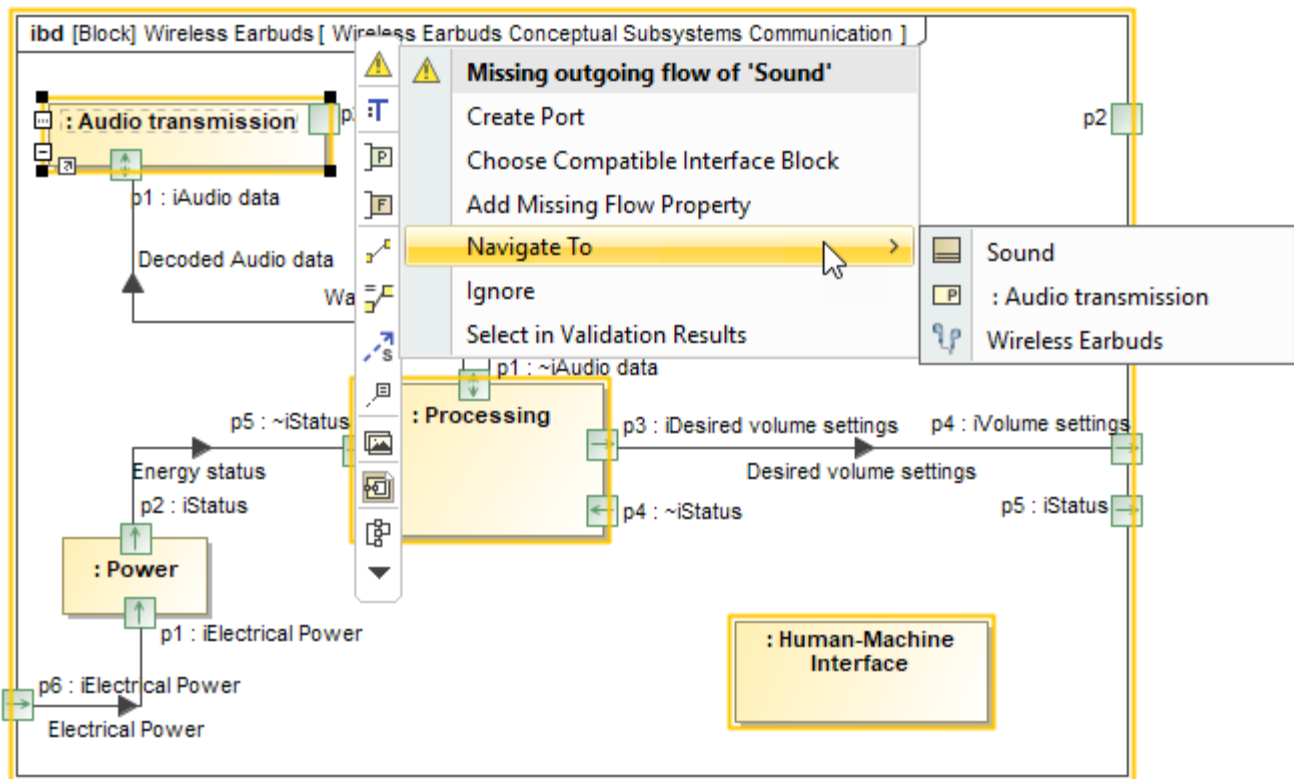 ibd [Block] Wireless Earbuds [ Wireless Earbuds Conceptual Subsystems Communication ]
Missing outgoing flow of 'Sound'
Create Port
Choose Compatible Interface Block
Add Missing Flow Property
Navigate To
Ignore
Select in Validation Results
Sound
: Audio transmission
Wireless Earbuds
: Audio transmission
p2
p1 : iAudio data
Decoded Audio data
p1 : ~iAudio data
: Processing
p5 : ~iStatus
p3 : iDesired volume settings
p4 : iVolume settings
Energy status
Desired volume settings
p2 : iStatus
p4 : ~iStatus
p5 : iStatus
: Power
p1 : iElectrical Power
: Human-Machine
Interface
p6 : iElectrical Power
Electrical Power
:T
P
F
S
P